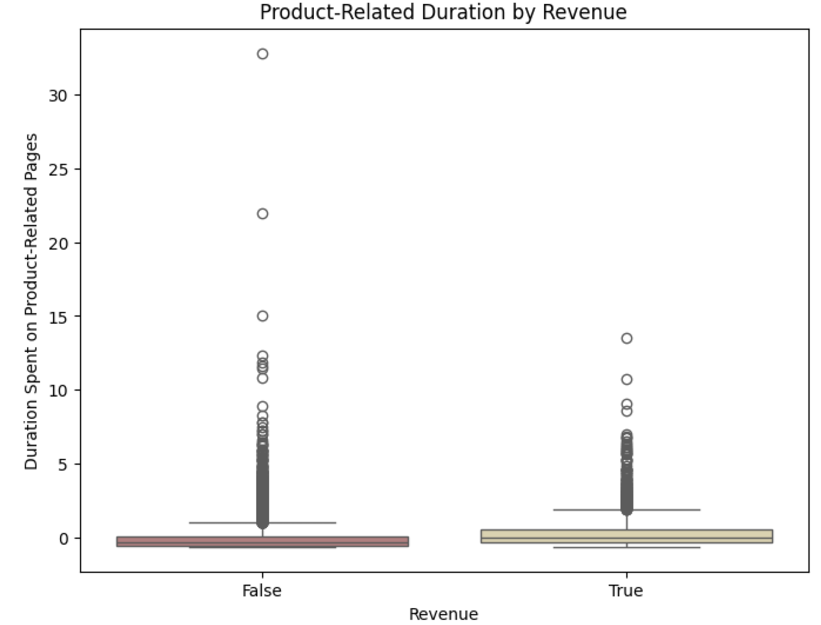 Product-Related Duration by Revenue
Duration Spent on Product-Related Pages
30
25
20
15
10
5
0
False
True
Revenue